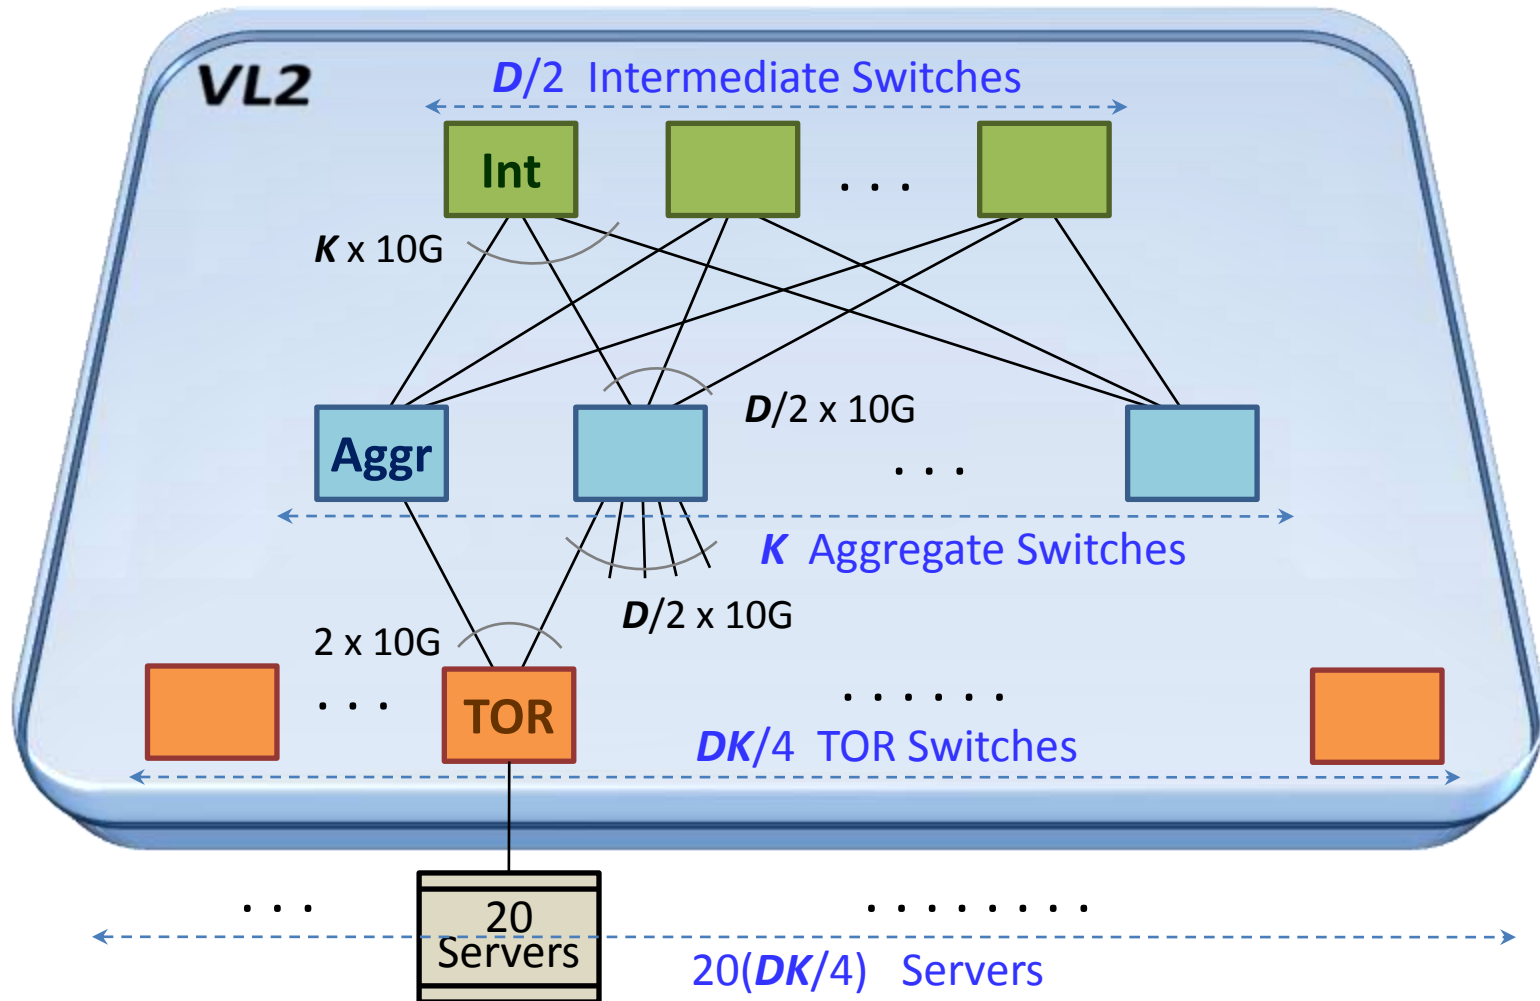 VL2
D/2 Intermediate Switches
Int
. . .
K x 10G
D/2 x 10G
Aggr
. . .
K Aggregate Switches
D/2 x 10G
2 x 10G
. . .
TOR
. . . . . .
DK/4 TOR Switches
. . .
20
Servers
. . . . . . . .
20(DK/4) Servers